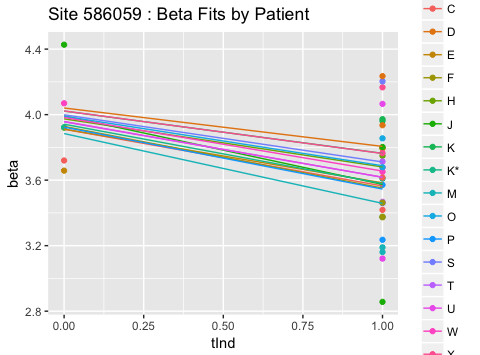 Site 586059 : Beta Fits by Patient
4.4
4.0
3.6
3.2
2.8
beta
0.00
0.25
0.50
0.75
1.00
tInd
C
D
E
F
H
J
K
K*
M
O
P
S
T
U
W
Y